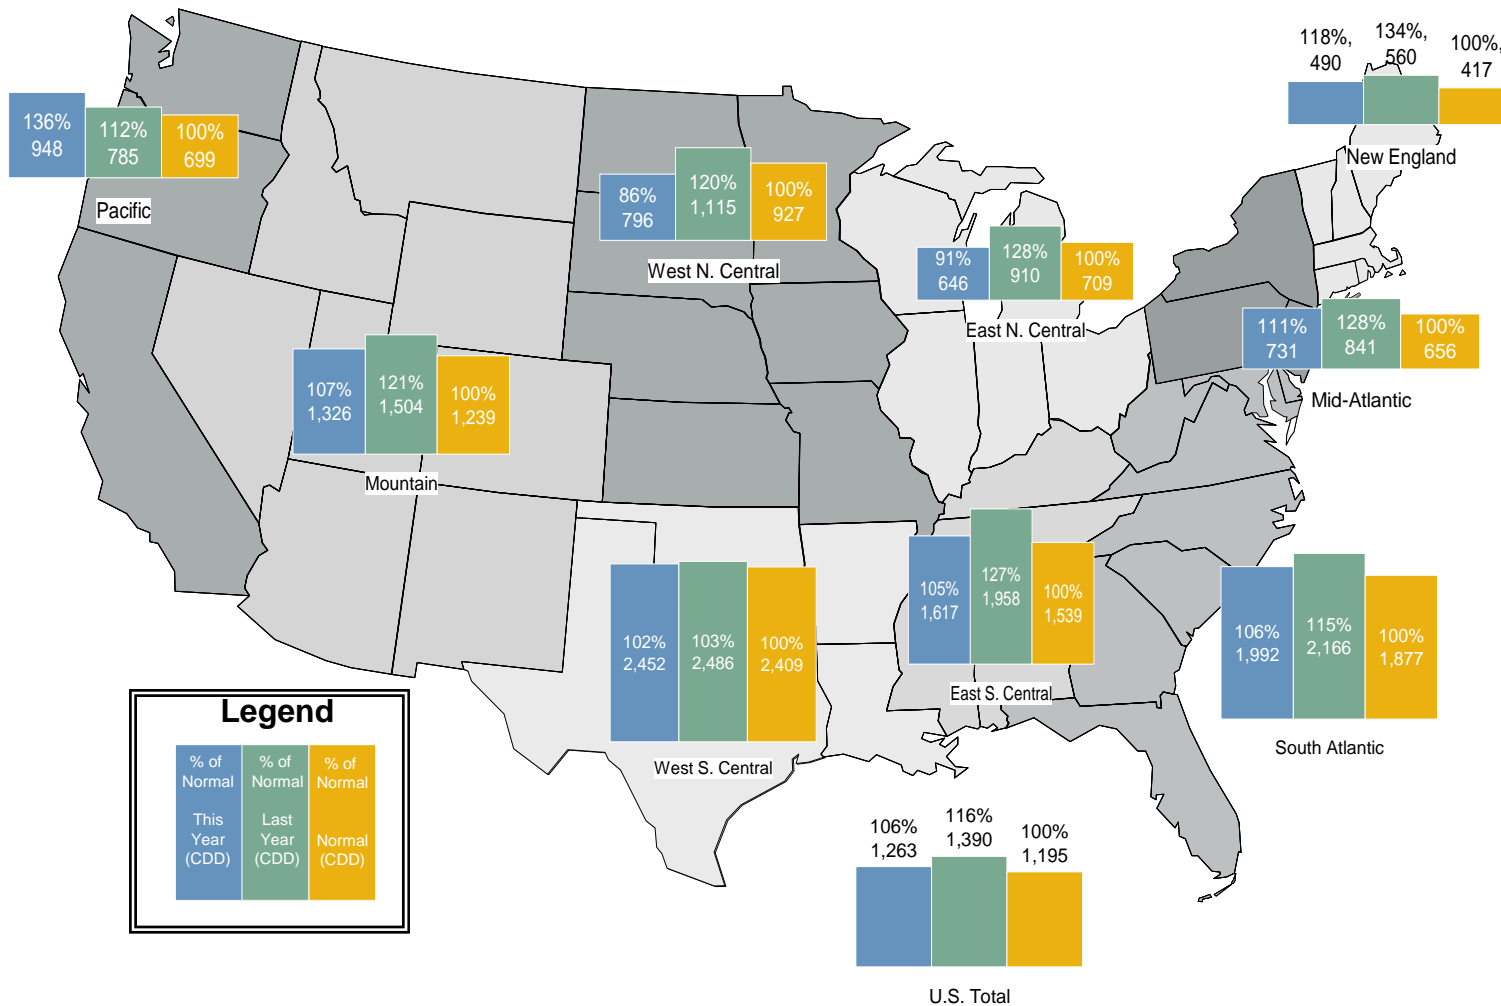 118%,
490
134%,
560
100%,
417
New England
136%
948
112%
785
100%
699
Pacific
86%
796
120%
1,115
100%
927
West N. Central
91%
646
128%
910
100%
709
East N. Central
111%
731
128%
841
100%
656
Mid-Atlantic
107%
1,326
121%
1,504
100%
1,239
Mountain
102%
2,452
103%
2,486
100%
2,409
West S. Central
105%
1,617
127%
1,958
100%
1,539
East S. Central
106%
1,992
115%
2,166
100%
1,877
South Atlantic
Legend
% of
Normal
This
Year
(CDD)
% of
Normal
Last
Year
(CDD)
% of
Normal
Normal
(CDD)
106%
1,263
116%
1,390
100%
1,195
U.S. Total